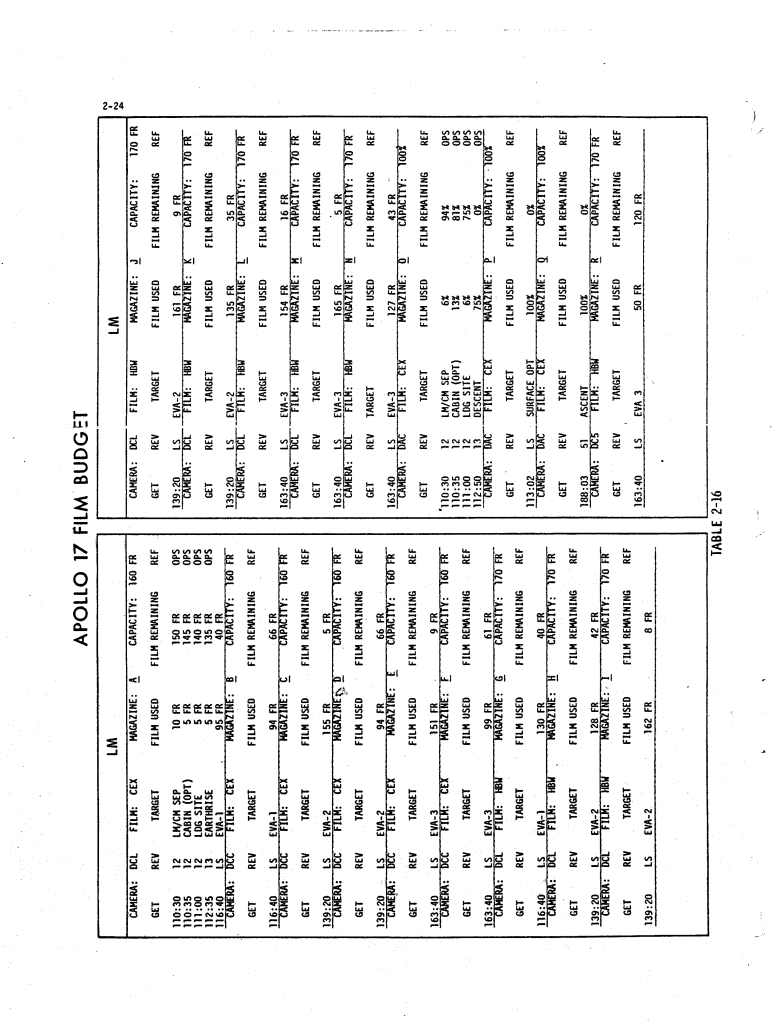 2-24
APOLLO 17 FILM BUDGET
LM
CAMERA: DCL FILM: CEX MAGAZINE: A CAPACITY: 160 FR
GET REV TARGET FILM USED FILM REMAINING REF
110:30 12 LM/CM SEP 10 FR 150 FR OPS
110:35 12 CABIN (OPT) 5 FR 145 FR OPS
111:00 12 LDG SITE 5 FR 140 FR OPS
112:35 13 EARTHRISE 5 FR 135 FR OPS
116:40 LS EVA-1 95 FR 40 FR
CAMERA: DCC FILM: CEX MAGAZINE: B CAPACITY: 160 FR
GET REV TARGET FILM USED FILM REMAINING REF
116:40 LS EVA-1 94 FR 66 FR
CAMERA: DCC FILM: CEX MAGAZINE: C CAPACITY: 160 FR
GET REV TARGET FILM USED FILM REMAINING REF
139:20 LS EVA-2 155 FR 5 FR
CAMERA: DCC FILM: CEX MAGAZINE: D CAPACITY: 160 FR
GET REV TARGET FILM USED FILM REMAINING REF
139:20 LS EVA-2 94 FR 66 FR
CAMERA: DCC FILM: CEX MAGAZINE: E CAPACITY: 160 FR
GET REV TARGET FILM USED FILM REMAINING REF
163:40 LS EVA-3 151 FR 9 FR
CAMERA: DCC FILM: CEX MAGAZINE: F CAPACITY: 160 FR
GET REV TARGET FILM USED FILM REMAINING REF
163:40 LS EVA-3 99 FR 61 FR
CAMERA: DCL FILM: HBW MAGAZINE: G CAPACITY: 170 FR
GET REV TARGET FILM USED FILM REMAINING REF
116:40 LS EVA-1 130 FR 40 FR
CAMERA: DCL FILM: HBW MAGAZINE: H CAPACITY: 170 FR
GET REV TARGET FILM USED FILM REMAINING REF
139:20 LS EVA-2 128 FR 42 FR
CAMERA: DCL FILM: HBW MAGAZINE: I CAPACITY: 170 FR
GET REV TARGET FILM USED FILM REMAINING REF
139:20 LS EVA-2 162 FR 8 FR
LM
CAMERA: DCL FILM: HBW MAGAZINE: J CAPACITY: 170 FR
GET REV TARGET FILM USED FILM REMAINING REF
139:20 LS EVA-2 161 FR 9 FR
CAMERA: DCL FILM: HBW MAGAZINE: K CAPACITY: 170 FR
GET REV TARGET FILM USED FILM REMAINING REF
139:20 LS EVA-2 135 FR 35 FR
CAMERA: DCL FILM: HBW MAGAZINE: L CAPACITY: 170 FR
GET REV TARGET FILM USED FILM REMAINING REF
163:40 LS EVA-3 154 FR 16 FR
CAMERA: DCL FILM: HBW MAGAZINE: M CAPACITY: 170 FR
GET REV TARGET FILM USED FILM REMAINING REF
163:40 LS EVA-3 165 FR 5 FR
CAMERA: DCL FILM: HBW MAGAZINE: N CAPACITY: 170 FR
GET REV TARGET FILM USED FILM REMAINING REF
163:40 LS EVA-3 127 FR 43 FR
CAMERA: DAC FILM: CEX MAGAZINE: O CAPACITY: 100%
GET REV TARGET FILM USED FILM REMAINING REF
110:30 12 LM/CM SEP 6% 94% OPS
110:35 12 CABIN (OPT) 13% 81% OPS
111:00 12 LDG SITE 6% 75% OPS
112:50 13 DESCENT 75% 0% OPS
CAMERA: DAC FILM: CEX MAGAZINE: P CAPACITY: 100%
GET REV TARGET FILM USED FILM REMAINING REF
113:02 LS SURFACE OPT 100% 0%
CAMERA: DAC FILM: CEX MAGAZINE: Q CAPACITY: 100%
GET REV TARGET FILM USED FILM REMAINING REF
188:03 51 ASCENT 100% 0%
CAMERA: DC5 FILM: HBW MAGAZINE: R CAPACITY: 170 FR
GET REV TARGET FILM USED FILM REMAINING REF
163:40 LS EVA 3 50 FR 120 FR
TABLE 2-16